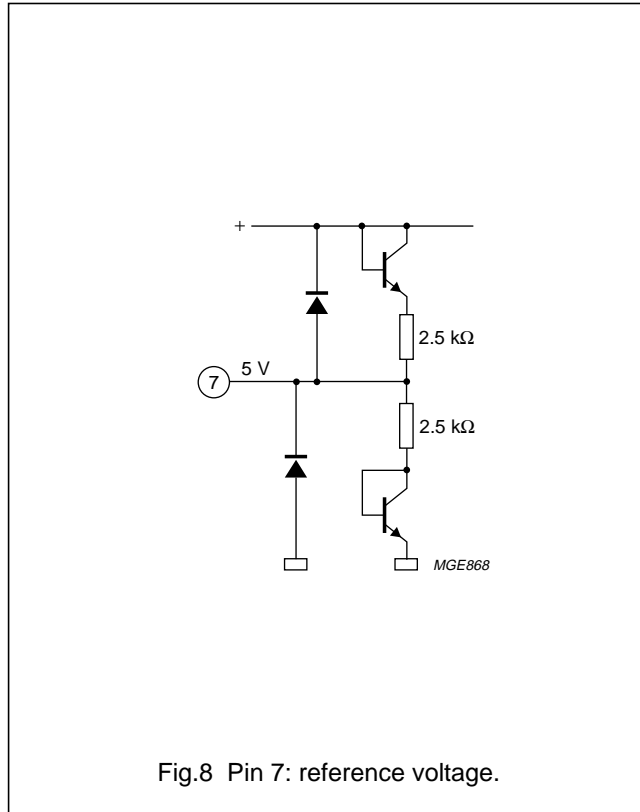 +
2.5 kΩ
7 5 V
2.5 kΩ
MGE868
Fig.8 Pin 7: reference voltage.